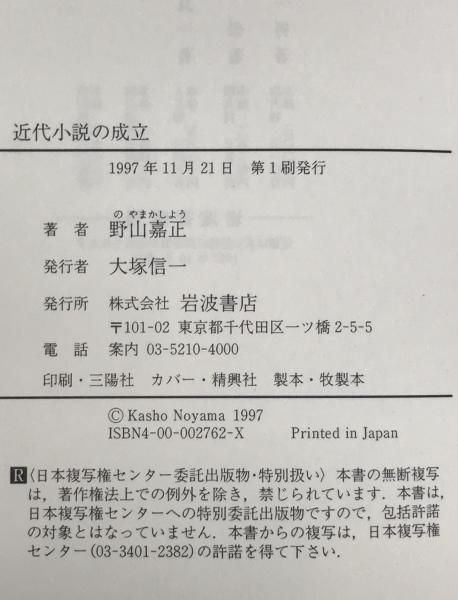 近代小説の成立
1997年11月21日 第1刷発行
の やまかしよう
著 者 野山嘉正
発行者 大塚信一
発行所 株式会社 岩波書店
〒101-02 東京都千代田区一ツ橋2-5-5
電 話 案内 03-5210-4000
印刷・三陽社 カバー・精興社 製本・牧製本
© Kasho Noyama 1997
ISBN4-00-002762-X Printed in Japan
R〈日本複写権センター委託出版物・特別扱い〉本書の無断複写
は，著作権法上での例外を除き，禁じられています．本書は，
日本複写権センターへの特別委託出版物ですので，包括許諾
の対象とはなっていません．本書からの複写は，日本複写権
センター(03-3401-2382)の許諾を得て下さい．